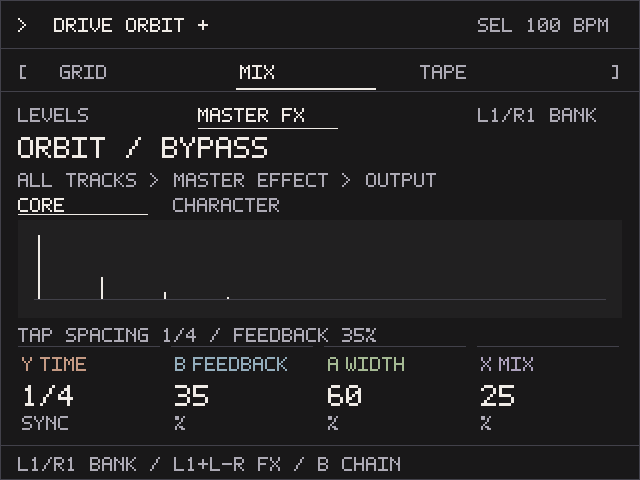 > DRIVE ORBIT + SEL 100 BPM
[ GRID MIX TAPE ]
LEVELS MASTER FX L1/R1 BANK
ORBIT / BYPASS
ALL TRACKS > MASTER EFFECT > OUTPUT
CORE CHARACTER
TAP SPACING 1/4 / FEEDBACK 35%
Y TIME B FEEDBACK A WIDTH X MIX
1/4 35 60 25
SYNC % % %
L1/R1 BANK / L1+L-R FX / B CHAIN